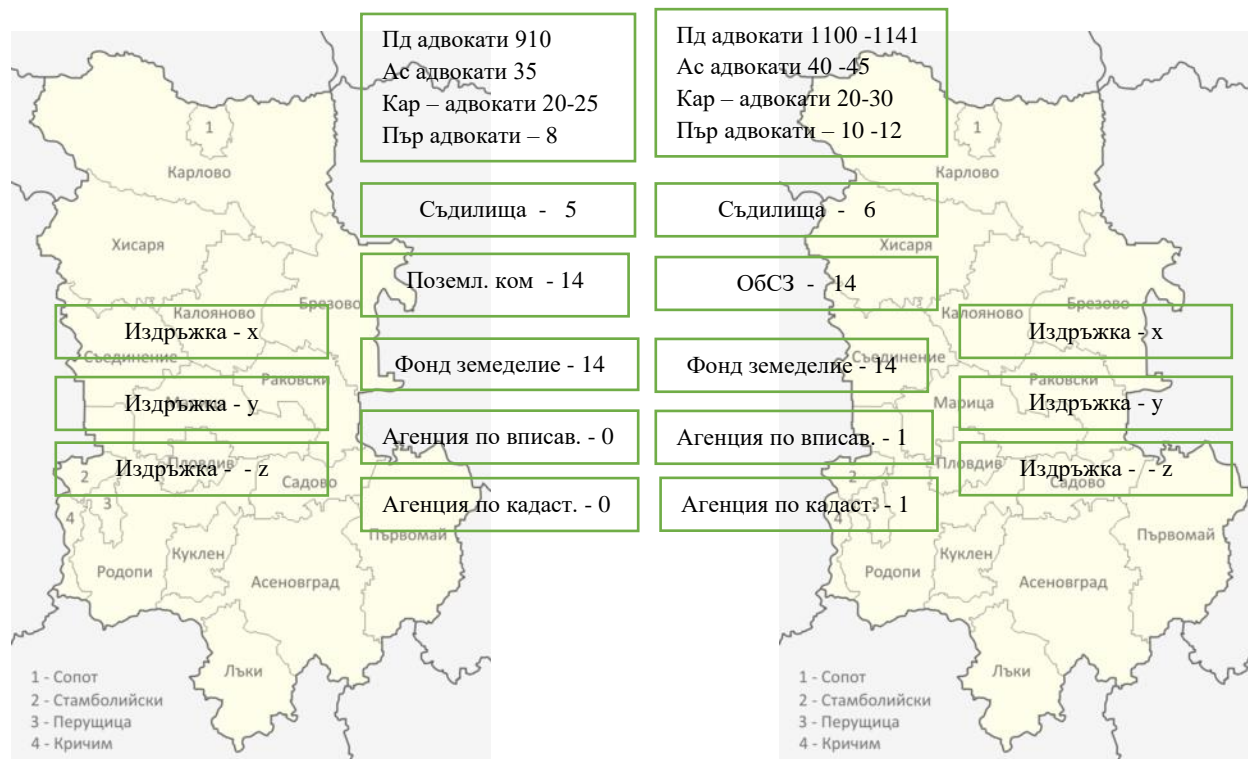 Пд адвокати 910
Ас адвокати 35
Кар – адвокати 20-25
Пър адвокати – 8
Съдилища - 5
Поземл. ком - 14
Фонд земеделие - 14
Агенция по вписав. - 0
Агенция по кадаст. - 0
Издръжка - x
Издръжка - y
Издръжка - - z
1
Карлово
Хисаря
Калояново
Брезово
Съединение
Раковски
Пловдив
2
Садово
3
4
Първомай
Куклен
Родопи
Асеновград
Лъки
1 - Сопот
2 - Стамболийски
3 - Перущица
4 - Кричим
Пд адвокати 1100 -1141
Ас адвокати 40 -45
Кар – адвокати 20-30
Пър адвокати – 10 -12
Съдилища - 6
ОбСЗ - 14
Фонд земеделие - 14
Агенция по вписав. - 1
Агенция по кадаст. - 1
Издръжка - x
Издръжка - y
Издръжка - - z
1
Карлово
Хисаря
Калояново
Брезово
Съединение
Раковски
Марица
Пловдив
2
Садово
3
4
Първомай
Куклен
Родопи
Асеновград
Лъки
1 - Сопот
2 - Стамболийски
3 - Перущица
4 - Кричим